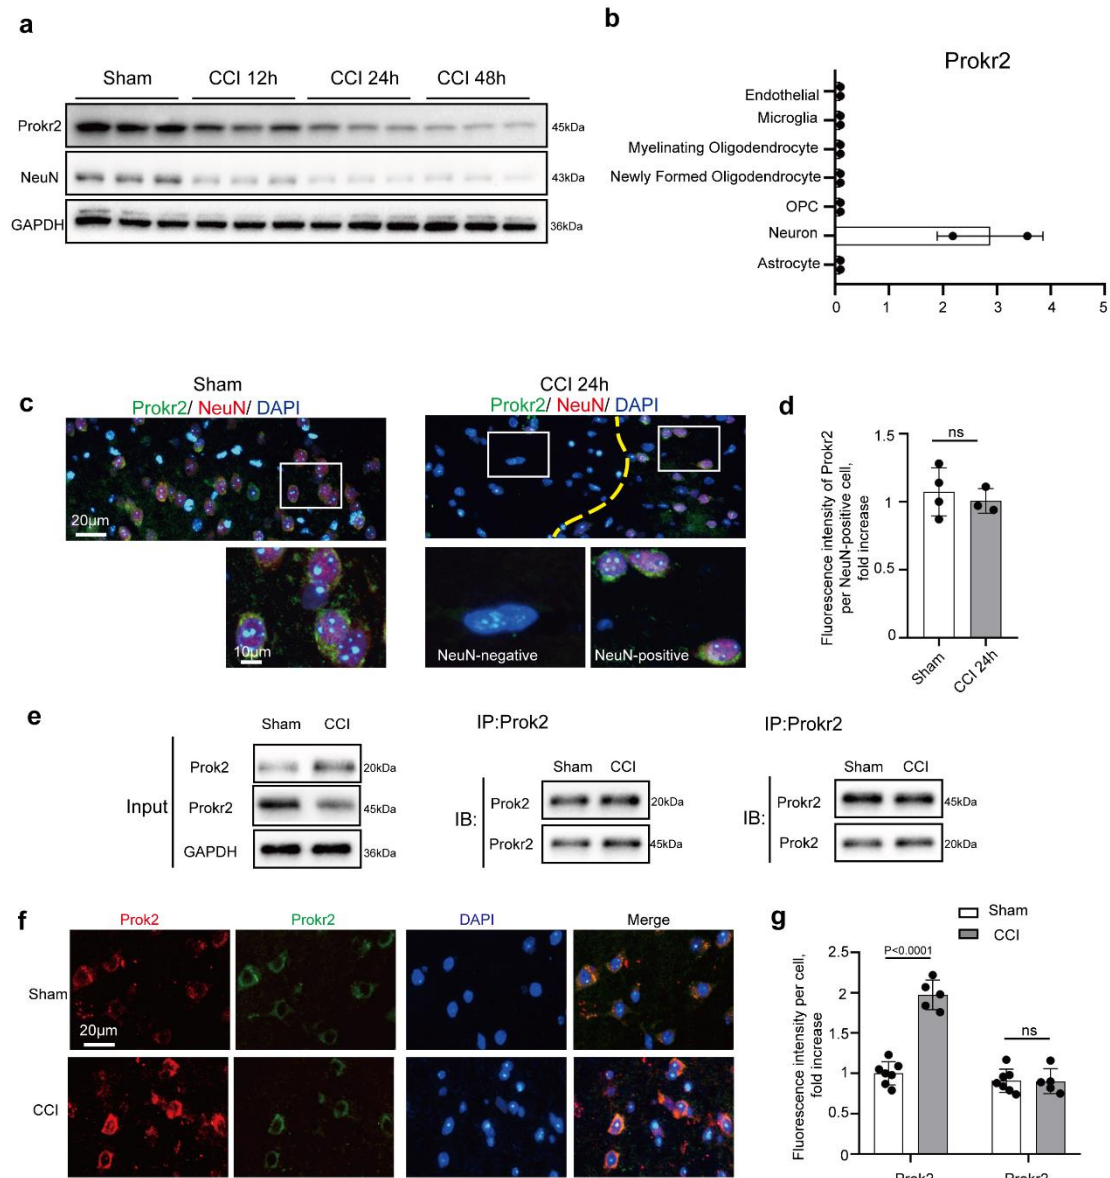 a
Sham CCI 12h CCI 24h CCI 48h
Prokr2 45kDa
NeuN 43kDa
GAPDH 36kDa
b
Prokr2
Endothelial
Microglia
Myelinating Oligodendrocyte
Newly Formed Oligodendrocyte
OPC
Neuron
Astrocyte
0 1 2 3 4 5
c
Sham
Prokr2/ NeuN/ DAPI
20μm
10μm
CCI 24h
Prokr2/ NeuN/ DAPI
NeuN-negative
NeuN-positive
d
Fluorescence intensity of Prokr2
per NeuN-positive cell,
fold increase
1.5
1
0.5
0
ns
Sham
CCI 24h
e
Sham CCI
Input
Prok2 20kDa
Prokr2 45kDa
GAPDH 36kDa
IP:Prok2
Sham CCI
IB:
Prok2 20kDa
Prokr2 45kDa
IP:Prokr2
Sham CCI
IB:
Prokr2 45kDa
Prok2 20kDa
f
Prok2 Prokr2 DAPI Merge
Sham
20μm
CCI
g
Sham
CCI
Fluorescence intensity per cell,
fold increase
2.5
2
1.5
1
0.5
0
P<0.0001
ns
Prok2 Prokr2